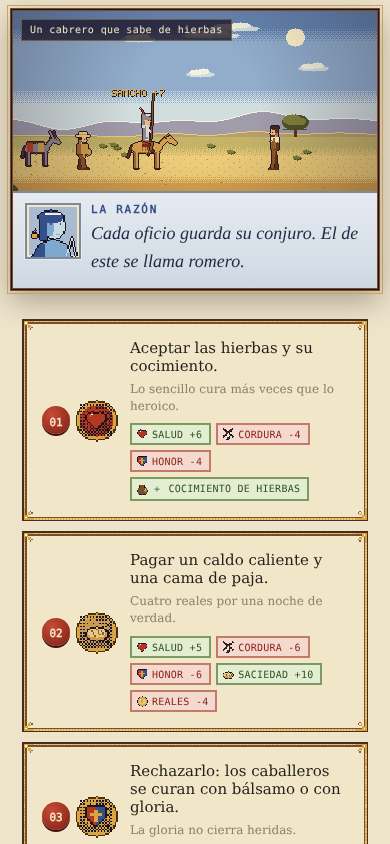 Un cabrero que sabe de hierbas
SANCHO +7
LA RAZÓN
Cada oficio guarda su conjuro. El de
este se llama romero.
01
Aceptar las hierbas y su
cocimiento.
Lo sencillo cura más veces que lo
heroico.
SALUD +6
CORDURA -4
HONOR -4
+ COCIMIENTO DE HIERBAS
02
Pagar un caldo caliente y
una cama de paja.
Cuatro reales por una noche de
verdad.
SALUD +5
CORDURA -6
HONOR -6
SACIEDAD +10
REALES -4
03
Rechazarlo: los caballeros
se curan con bálsamo o con
gloria.
La gloria no cierra heridas.